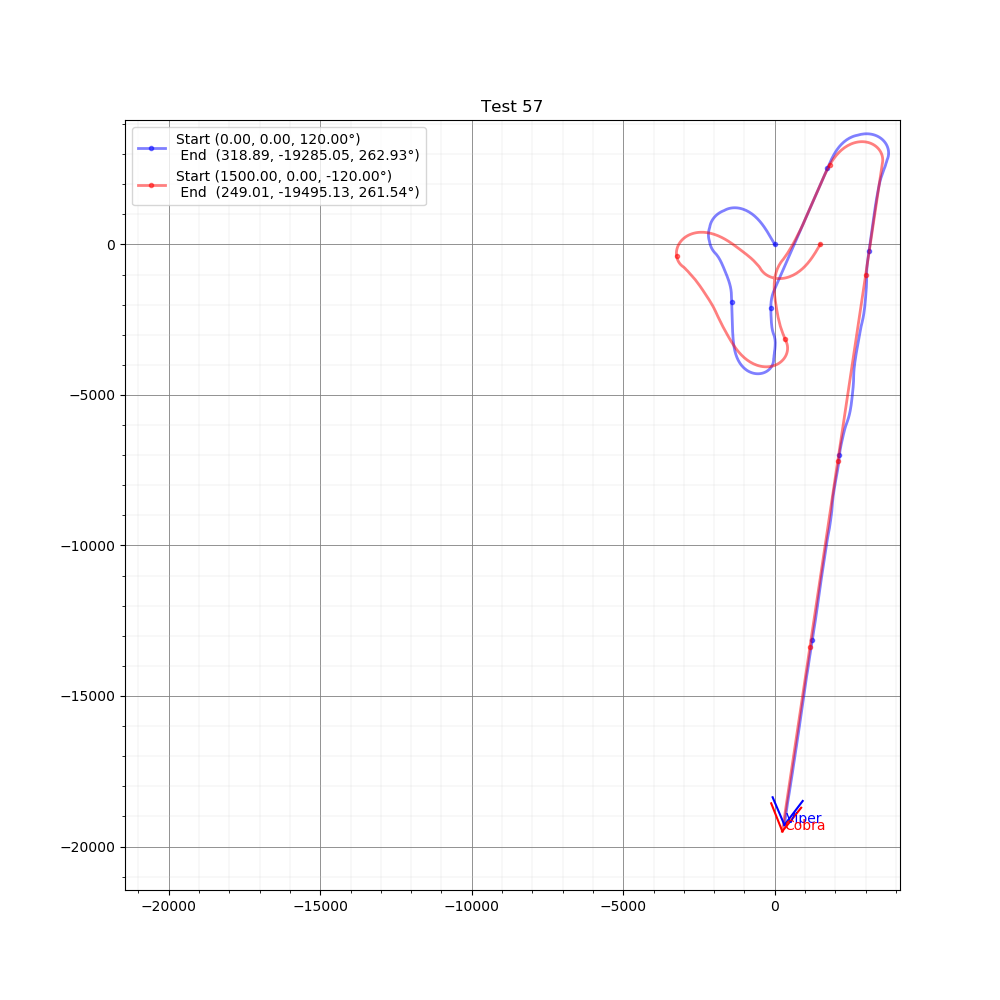 Test 57
Start (0.00, 0.00, 120.00°)
End (318.89, -19285.05, 262.93°)
Start (1500.00, 0.00, -120.00°)
End (249.01, -19495.13, 261.54°)
0
−5000
−10000
−15000
−20000
Viper
Cobra
−20000 −15000 −10000 −5000 0